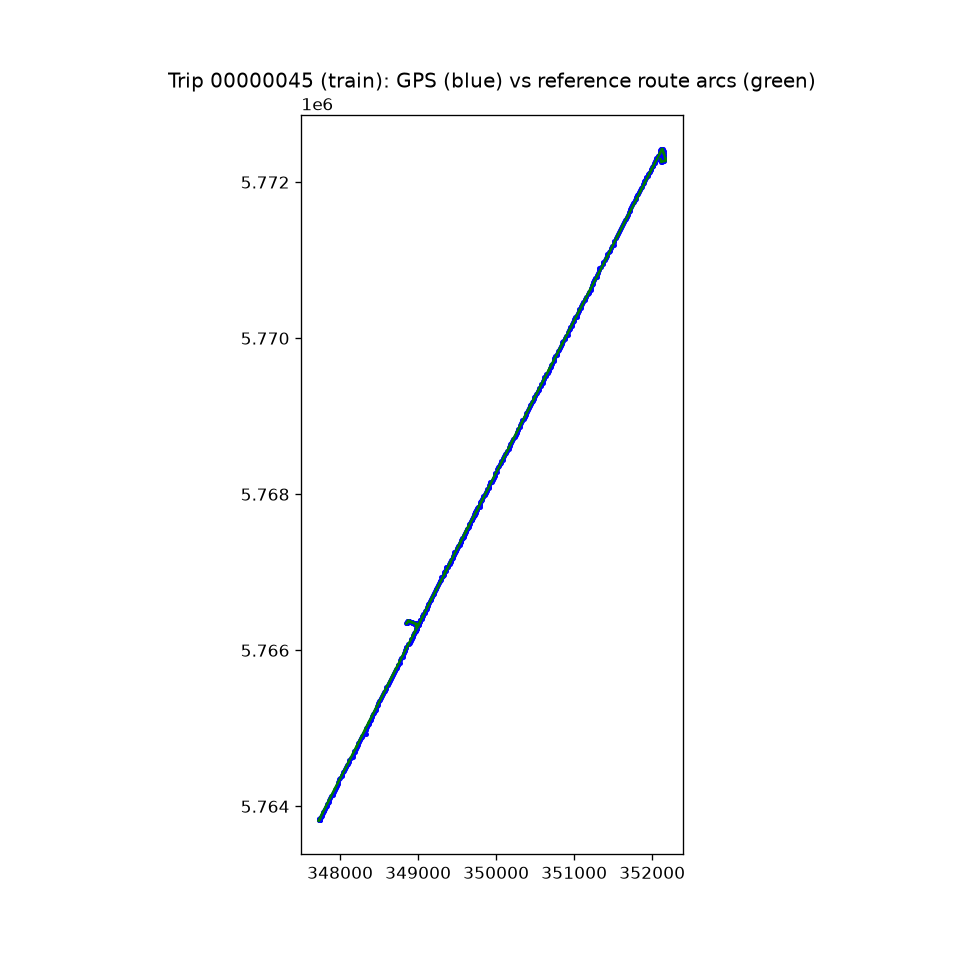 Trip 00000045 (train): GPS (blue) vs reference route arcs (green)
1e6
5.772
5.770
5.768
5.766
5.764
348000 349000 350000 351000 352000